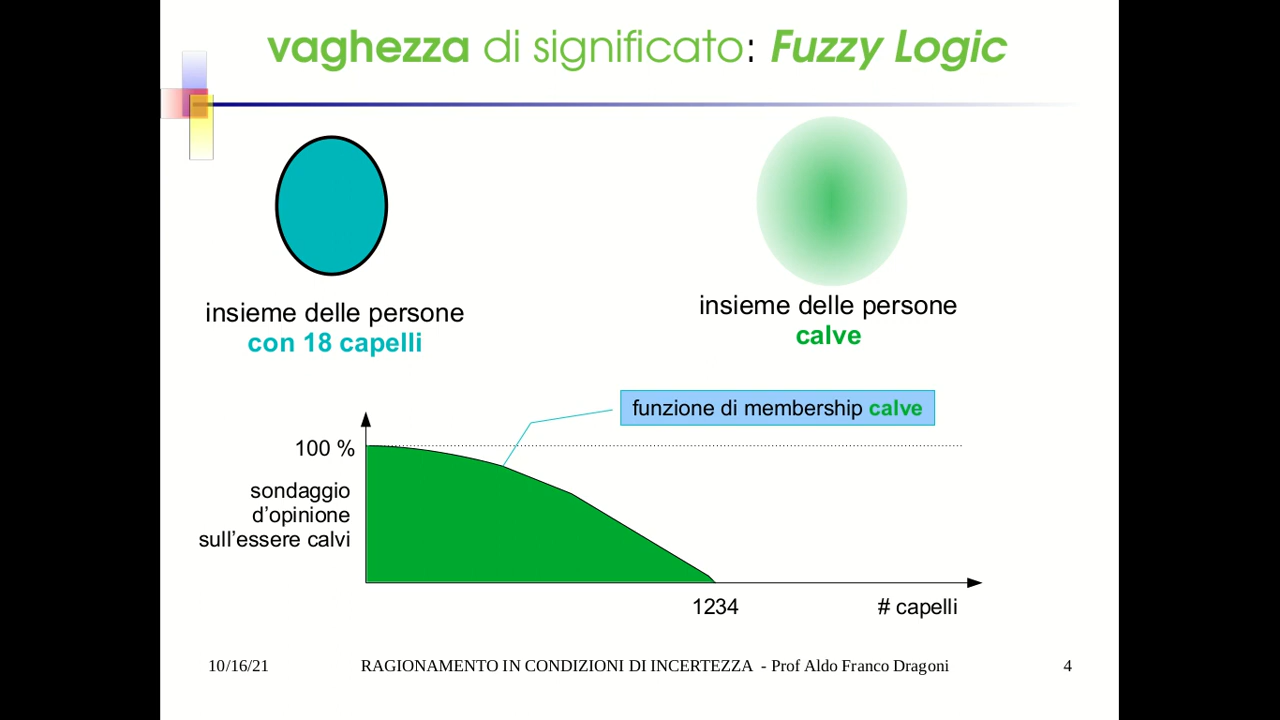 vaghezza di significato: Fuzzy Logic
insieme delle persone
con 18 capelli
insieme delle persone
calve
funzione di membership calve
100 %
sondaggio
d'opinione
sull'essere calvi
1234
# capelli
10/16/21
RAGIONAMENTO IN CONDIZIONI DI INCERTEZZA - Prof Aldo Franco Dragoni
4